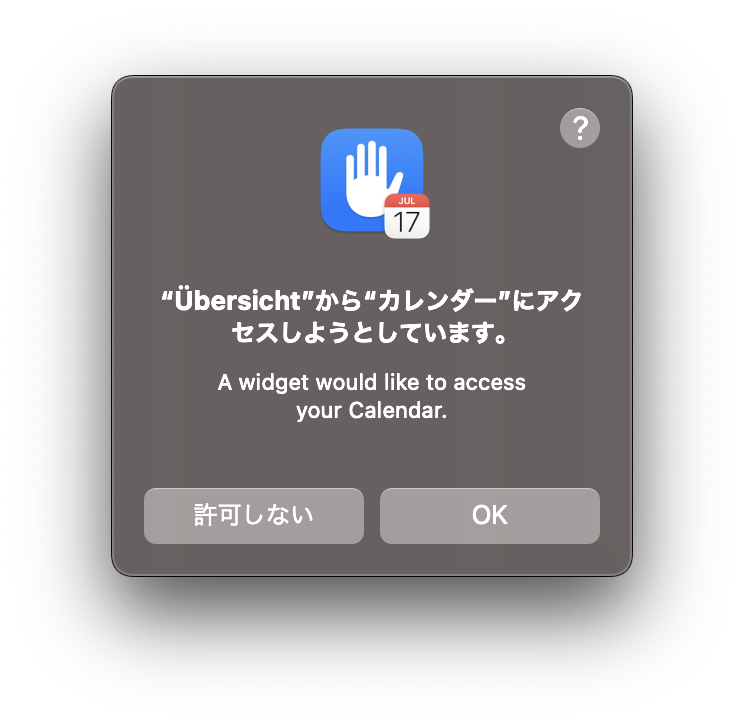 ?
JUL
17
“Übersicht”から“カレンダー”にアク
セスしようとしています。
A widget would like to access
your Calendar.
許可しない
OK